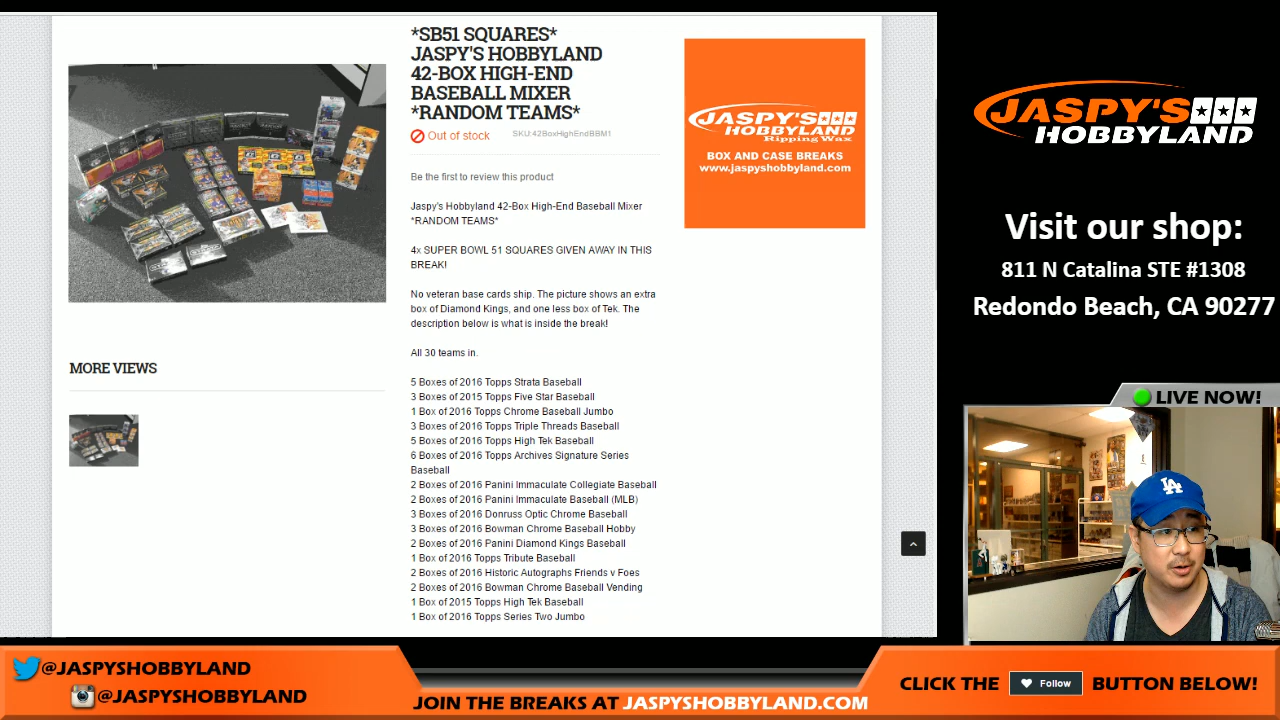 *SB51 SQUARES*
JASPY'S HOBBYLAND
42-BOX HIGH-END
BASEBALL MIXER
*RANDOM TEAMS*
Out of stock
SKU:42BoxHighEndBBM1
Be the first to review this product
Jaspy's Hobbyland 42-Box High-End Baseball Mixer
*RANDOM TEAMS*
4x SUPER BOWL 51 SQUARES GIVEN AWAY IN THIS
BREAK!
No veteran base cards ship. The picture shows an extra
box of Diamond Kings, and one less box of Tek. The
description below is what is inside the break!
All 30 teams in.
5 Boxes of 2016 Topps Strata Baseball
3 Boxes of 2015 Topps Five Star Baseball
1 Box of 2016 Topps Chrome Baseball Jumbo
3 Boxes of 2016 Topps Triple Threads Baseball
5 Boxes of 2016 Topps High Tek Baseball
6 Boxes of 2016 Topps Archives Signature Series
Baseball
2 Boxes of 2016 Panini Immaculate Collegiate Baseball
2 Boxes of 2016 Panini Immaculate Baseball (MLB)
3 Boxes of 2016 Donruss Optic Chrome Baseball
3 Boxes of 2016 Bowman Chrome Baseball Hobby
2 Boxes of 2016 Panini Diamond Kings Baseball
1 Box of 2016 Topps Tribute Baseball
2 Boxes of 2016 Historic Autographs Friends v Foes
2 Boxes of 2016 Bowman Chrome Baseball Vending
1 Box of 2015 Topps High Tek Baseball
1 Box of 2016 Topps Series Two Jumbo
MORE VIEWS
JASPY'S
HOBBYLAND
Ripping Wax
BOX AND CASE BREAKS
www.jaspyshobbyland.com
JASPY'S
HOBBYLAND
Visit our shop:
811 N Catalina STE #1308
Redondo Beach, CA 90277
LIVE NOW!
LA
@JASPYSHOBBYLAND
@JASPYSHOBBYLAND
JOIN THE BREAKS AT JASPYSHOBBYLAND.COM
CLICK THE Follow BUTTON BELOW!